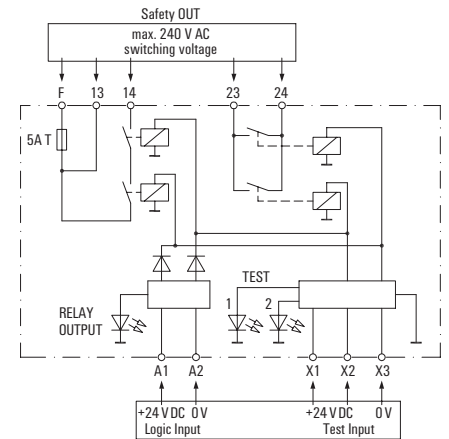 Safety OUT
max. 240 V AC
switching voltage
F 13 14 23 24
5A T
TEST
1 2
RELAY
OUTPUT
A1 A2 X1 X2 X3
+24 V DC 0 V +24 V DC 0 V
Logic Input Test Input